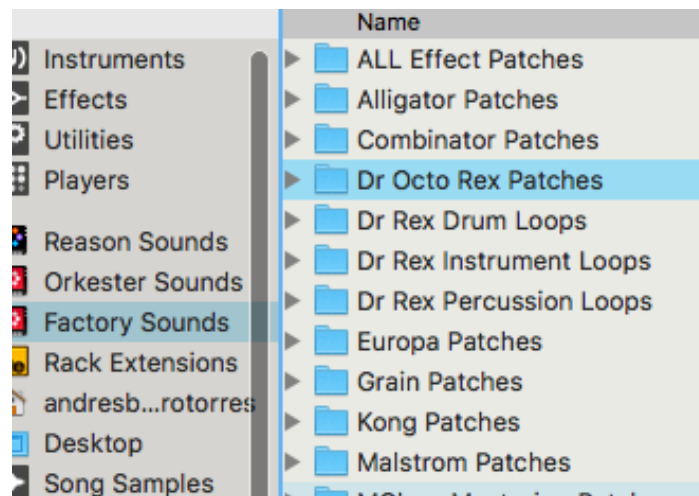 Name
Instruments
Effects
Utilities
Players
Reason Sounds
Orkester Sounds
Factory Sounds
Rack Extensions
andresb...rotorres
Desktop
Song Samples
ALL Effect Patches
Alligator Patches
Combinator Patches
Dr Octo Rex Patches
Dr Rex Drum Loops
Dr Rex Instrument Loops
Dr Rex Percussion Loops
Europa Patches
Grain Patches
Kong Patches
Malstrom Patches